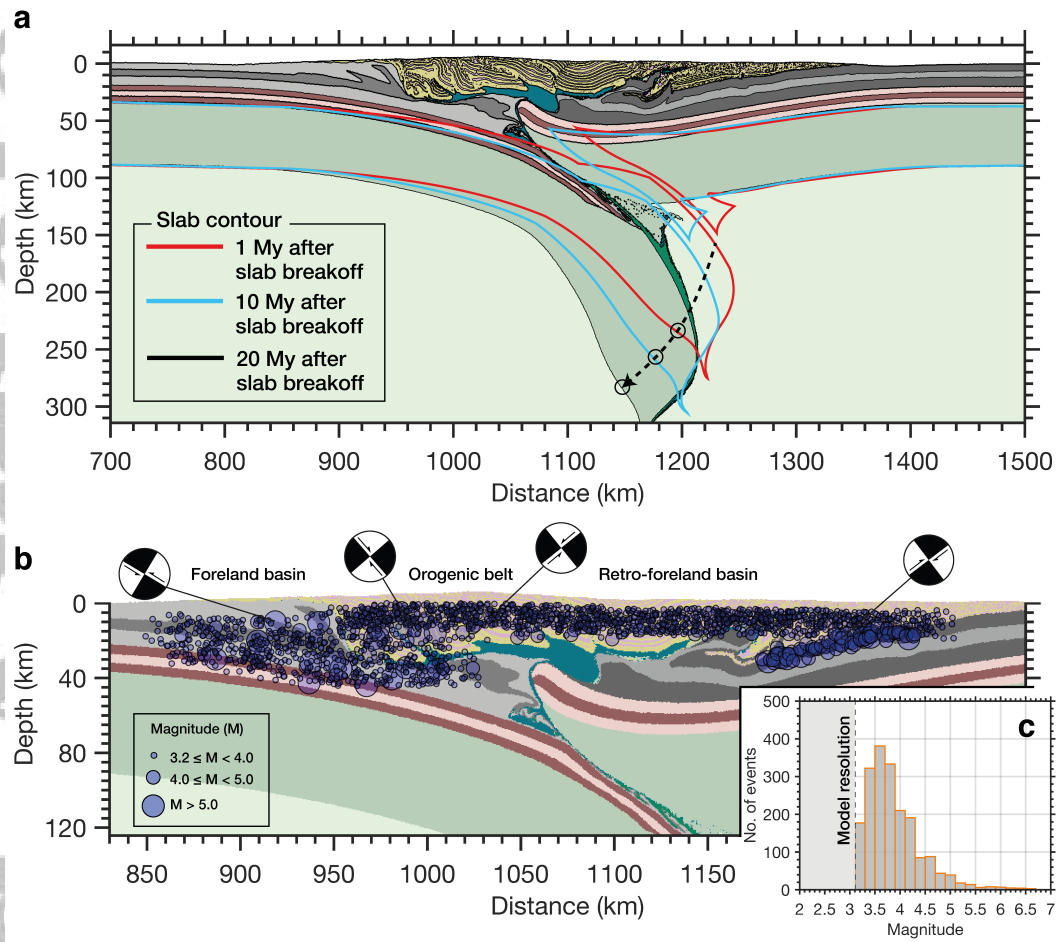 a
0
50
100
150
200
250
300
Depth (km)
Slab contour
1 My after
slab breakoff
10 My after
slab breakoff
20 My after
slab breakoff
700 800 900 1000 1100 1200 1300 1400 1500
Distance (km)
b
Foreland basin Orogenic belt Retro-foreland basin
0
40
80
120
Depth (km)
Magnitude (M)
3.2 ≤ M < 4.0
4.0 ≤ M < 5.0
M > 5.0
850 900 950 1000 1050 1100 1150
Distance (km)
c
500
400
300
200
100
0
No. of events
Model resolution
2 2.5 3 3.5 4 4.5 5 5.5 6 6.5 7
Magnitude